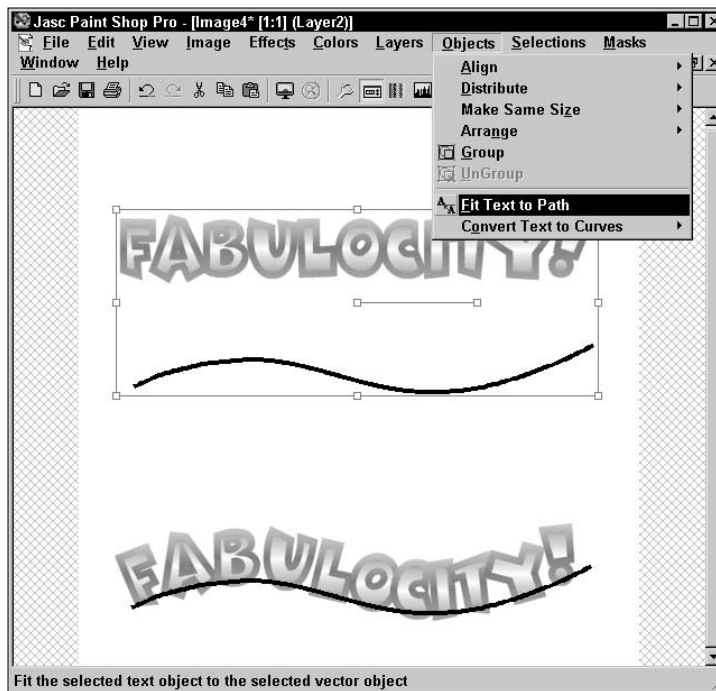 Jasc Paint Shop Pro - [Image4* [1:1] (Layer2)]
File Edit View Image Effects Colors Layers Objects Selections Masks
Window Help
Align
Distribute
Make Same Size
Arrange
Group
UnGroup
Fit Text to Path
Convert Text to Curves
FABULOCITY!
FABULOCITY!
Fit the selected text object to the selected vector object